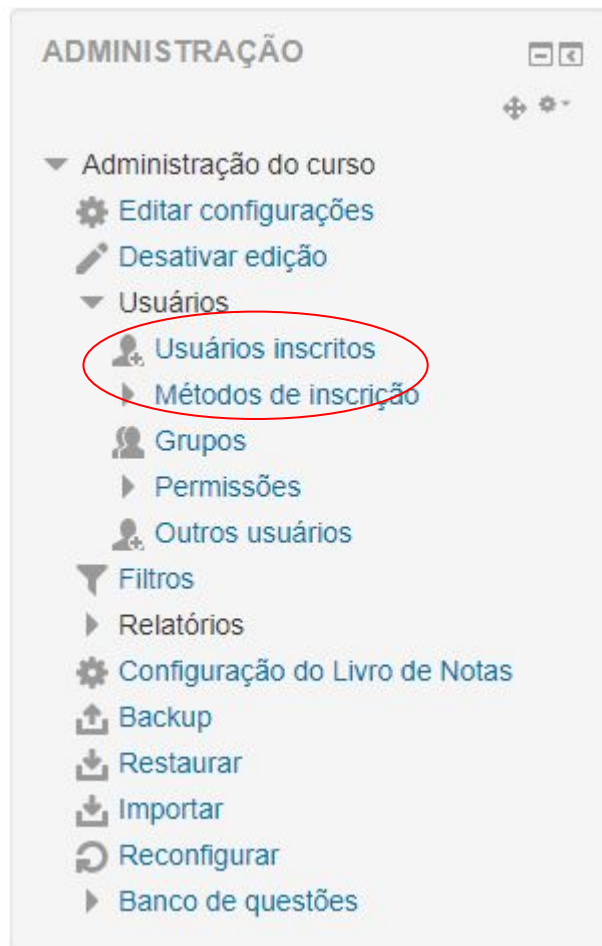 ADMINISTRAÇÃO
Administração do curso
Editar configurações
Desativar edição
Usuários
Usuários inscritos
Métodos de inscrição
Grupos
Permissões
Outros usuários
Filtros
Relatórios
Configuração do Livro de Notas
Backup
Restaurar
Importar
Reconfigurar
Banco de questões